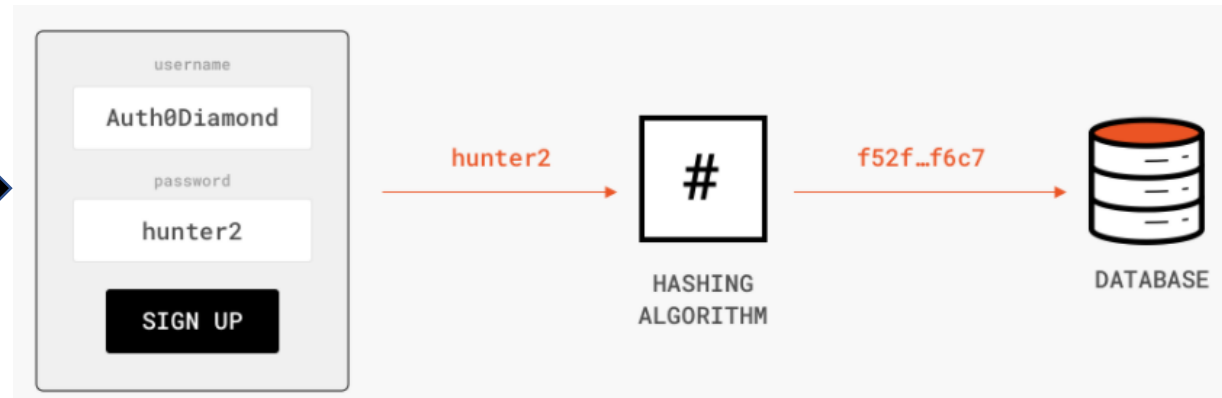 username
Auth0Diamond
password
hunter2
SIGN UP
hunter2
#
HASHING
ALGORITHM
f52f…f6c7
DATABASE